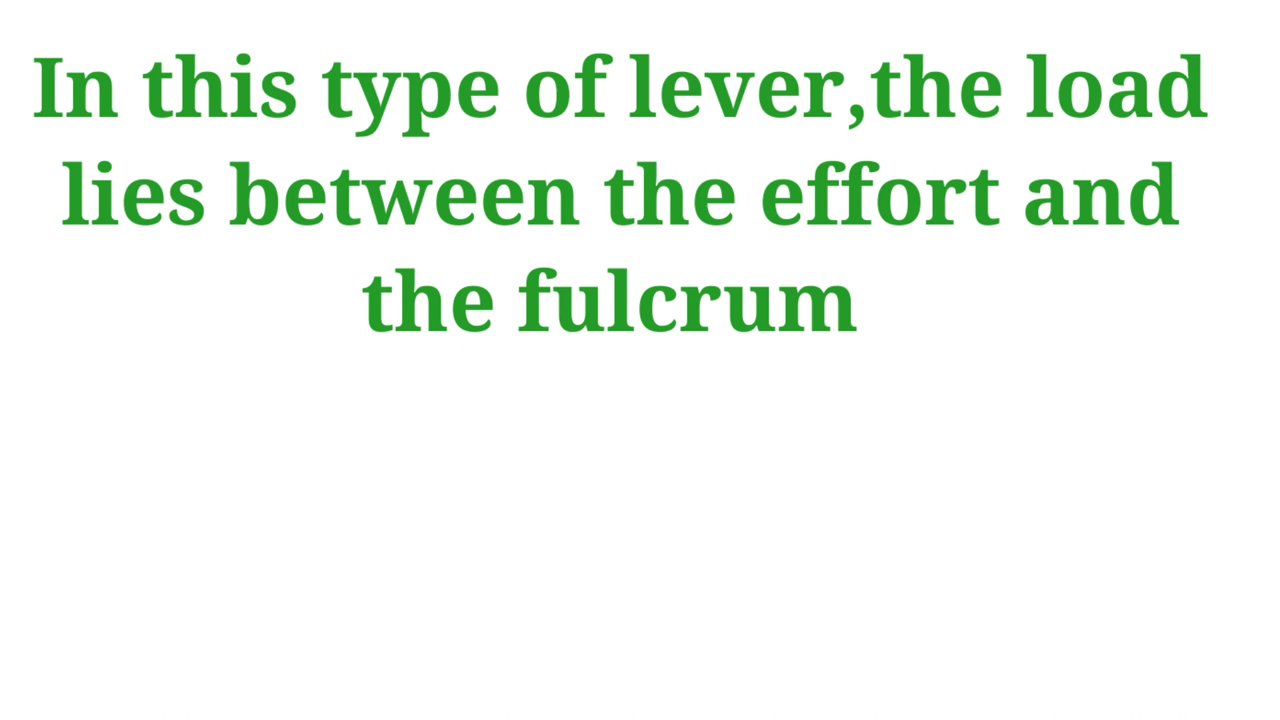 In this type of lever,the load
lies between the effort and
the fulcrum